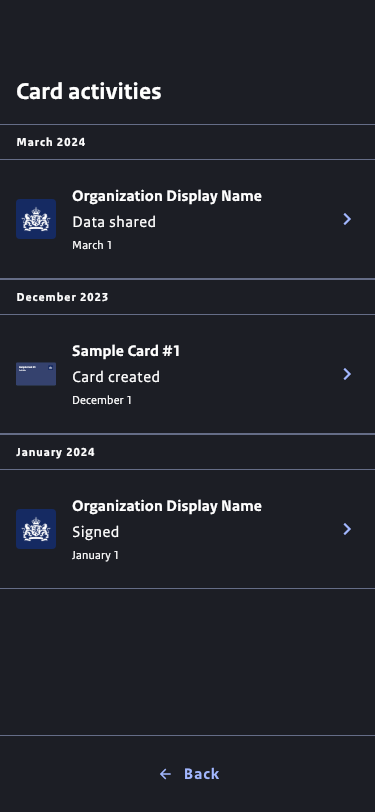 Card activities
March 2024
Organization Display Name
Data shared
March 1
December 2023
Sample Card #1
Card created
December 1
January 2024
Organization Display Name
Signed
January 1
Back